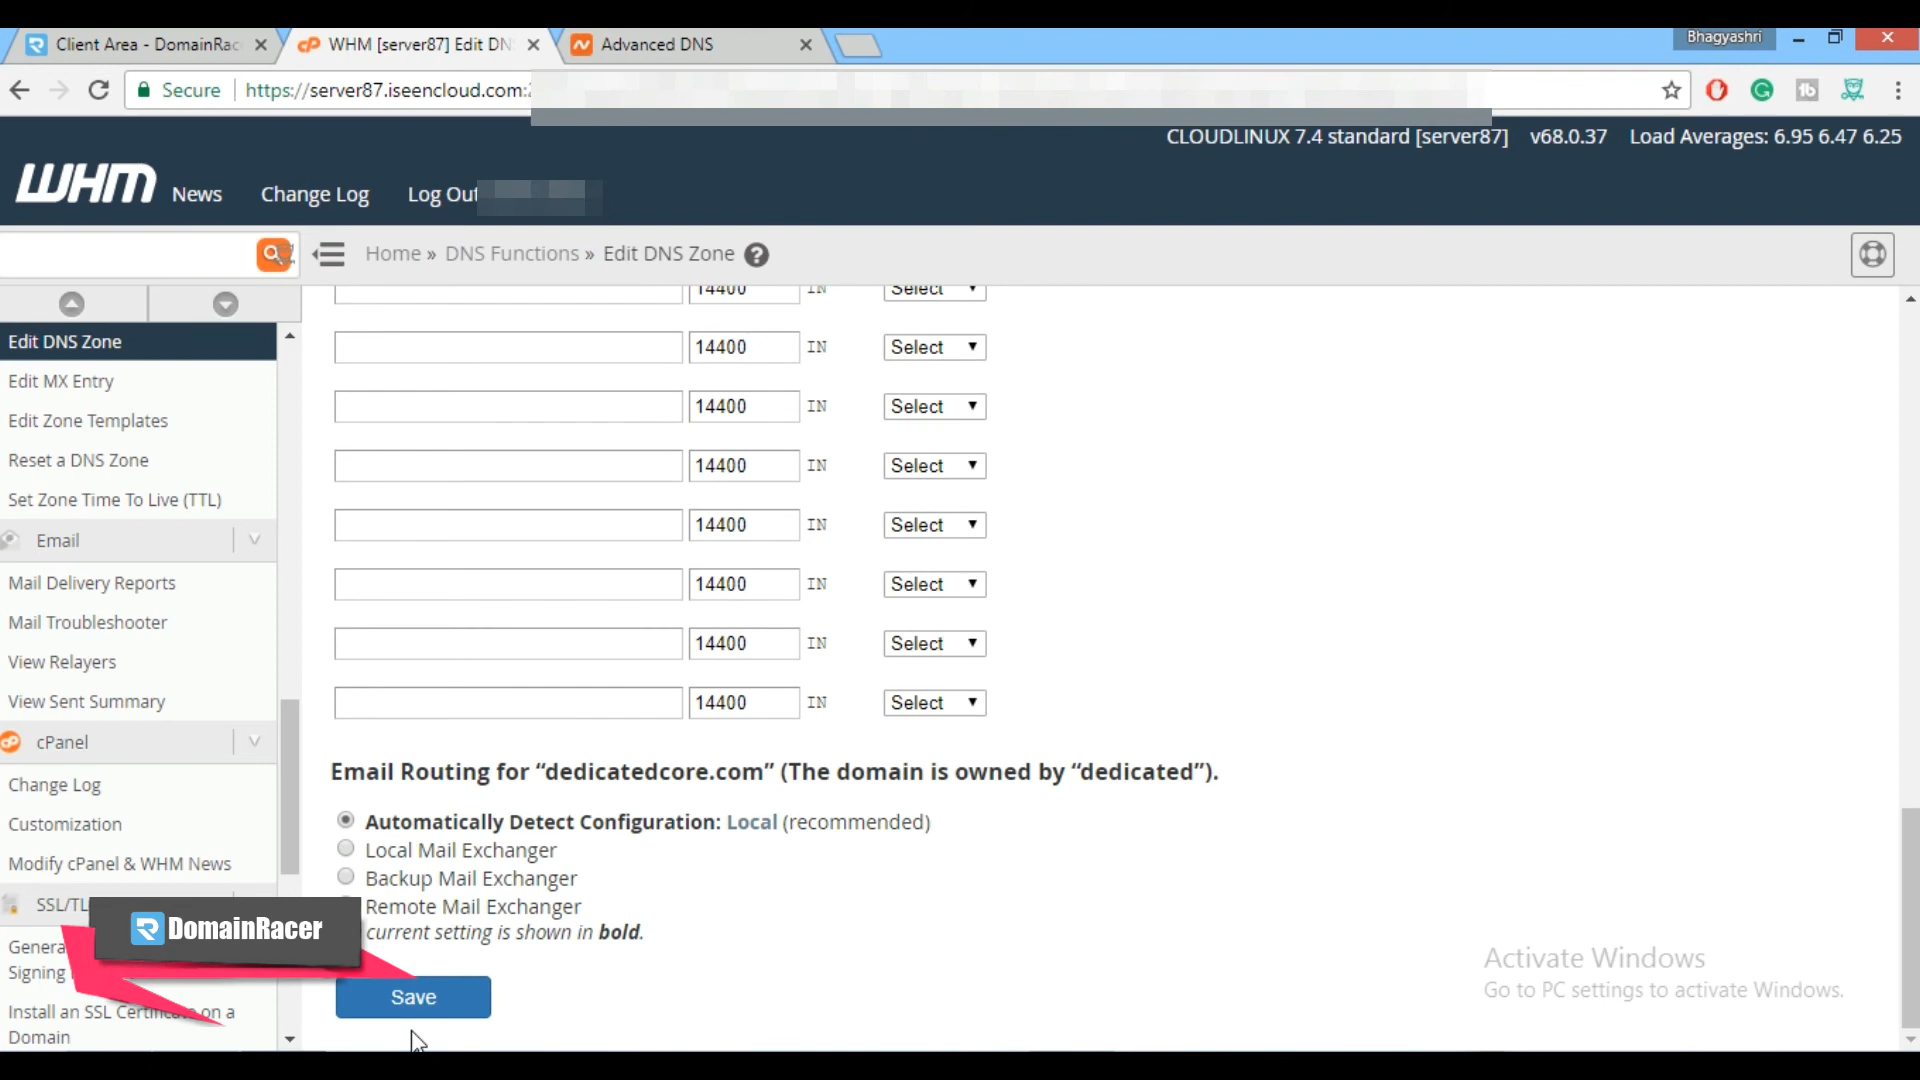 Client Area - DomainRac
WHM [server87] Edit DN
Advanced DNS
Bhagyashri
Secure
https://server87.iseencloud.com:
CLOUDLINUX 7.4 standard [server87] v68.0.37 Load Averages: 6.95 6.47 6.25
WHM
News
Change Log
Log Out
Home » DNS Functions » Edit DNS Zone
Edit DNS Zone
Edit MX Entry
Edit Zone Templates
Reset a DNS Zone
Set Zone Time To Live (TTL)
Email
Mail Delivery Reports
Mail Troubleshooter
View Relayers
View Sent Summary
cPanel
Change Log
Customization
Modify cPanel & WHM News
SSL/TL
Genera
Signing
Install an SSL Certificate on a
Domain
14400 IN Select
14400 IN Select
14400 IN Select
14400 IN Select
14400 IN Select
14400 IN Select
14400 IN Select
14400 IN Select
Email Routing for “dedicatedcore.com” (The domain is owned by “dedicated”).
Automatically Detect Configuration: Local (recommended)
Local Mail Exchanger
Backup Mail Exchanger
Remote Mail Exchanger
current setting is shown in bold.
Save
DomainRacer
Activate Windows
Go to PC settings to activate Windows.